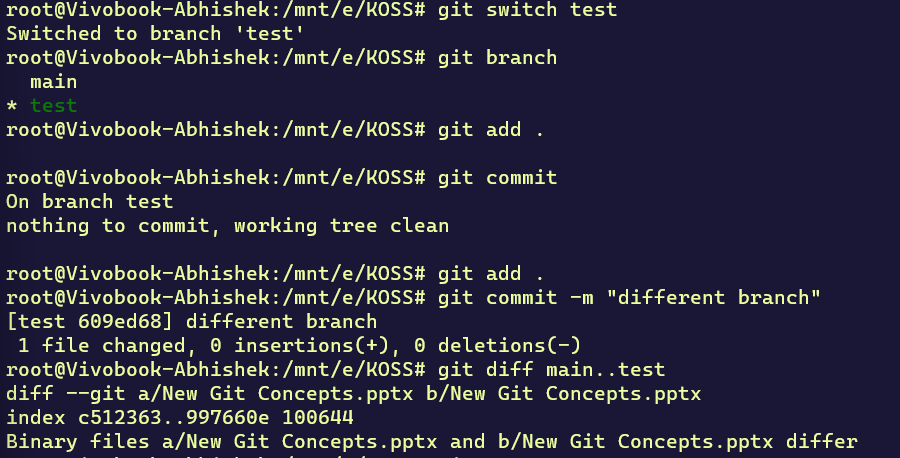 root@Vivobook-Abhishek:/mnt/e/KOSS# git switch test
Switched to branch 'test'
root@Vivobook-Abhishek:/mnt/e/KOSS# git branch
  main
* test
root@Vivobook-Abhishek:/mnt/e/KOSS# git add .
root@Vivobook-Abhishek:/mnt/e/KOSS# git commit
On branch test
nothing to commit, working tree clean
root@Vivobook-Abhishek:/mnt/e/KOSS# git add .
root@Vivobook-Abhishek:/mnt/e/KOSS# git commit -m "different branch"
[test 609ed68] different branch
 1 file changed, 0 insertions(+), 0 deletions(-)
root@Vivobook-Abhishek:/mnt/e/KOSS# git diff main..test
diff --git a/New Git Concepts.pptx b/New Git Concepts.pptx
index c512363..997660e 100644
Binary files a/New Git Concepts.pptx and b/New Git Concepts.pptx differ